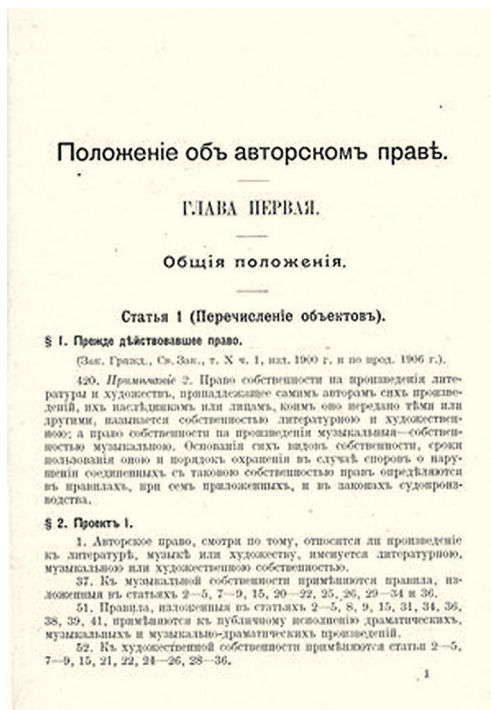 Положеніе объ авторскомъ правѣ.
ГЛАВА ПЕРВАЯ.
Общія положенія.
Статья 1 (Перечисленіе объектовъ).
§ 1. Прежде дѣйствовавшее право.
(Зак. Гражд., Св. Зак., т. X ч. 1, изд. 1900 г. и по прод. 1906 г.).
420. Примѣчаніе 2. Право собственности на произведенія лите-
ратуры и художествъ, принадлежащее самимъ авторамъ сихъ произве-
деній, ихъ наслѣдникамъ или лицамъ, коимъ оно передано тѣми или
другими, называется собственностью литературною и художествен-
ною; а право собственности на произведенія музыкальныя—собствен-
ностью музыкальною. Основанія сихъ видовъ собственности, сроки
пользованія оною и порядокъ охраненія въ случаѣ споровъ о нару-
шеніи соединенныхъ съ таковою собственностью правъ опредѣляются
въ правилахъ, при семъ приложенныхъ, и въ законахъ судопроиз-
водства.
§ 2. Проектъ I.
1. Авторское право, смотря по тому, относится ли произведеніе
къ литературѣ, музыкѣ или художеству, именуется литературною,
музыкальною или художественною собственностью.
37. Къ музыкальной собственности примѣняются правила, из-
ложенныя въ статьяхъ 2—5, 7—9, 15, 20—22, 25, 26, 29—34 и 36.
51. Правила, изложенныя въ статьяхъ 2—5, 8, 9, 15, 31, 34, 36,
38, 39, 41, примѣняются къ публичному исполненію драматическихъ,
музыкальныхъ и музыкально-драматическихъ произведеній.
52. Къ художественной собственности примѣняются статьи 2—5,
7—9, 15, 21, 22, 24—26, 28—36.
1